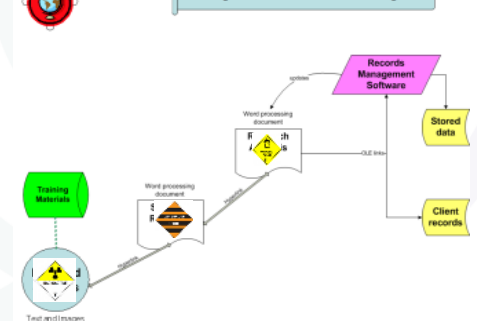 Records
Management
Software
updates
Word processing
document
Stored
data
OLE links
Training
Materials
Word processing
document
Hyperlink
Client
records
Hyperlink
Text and Images